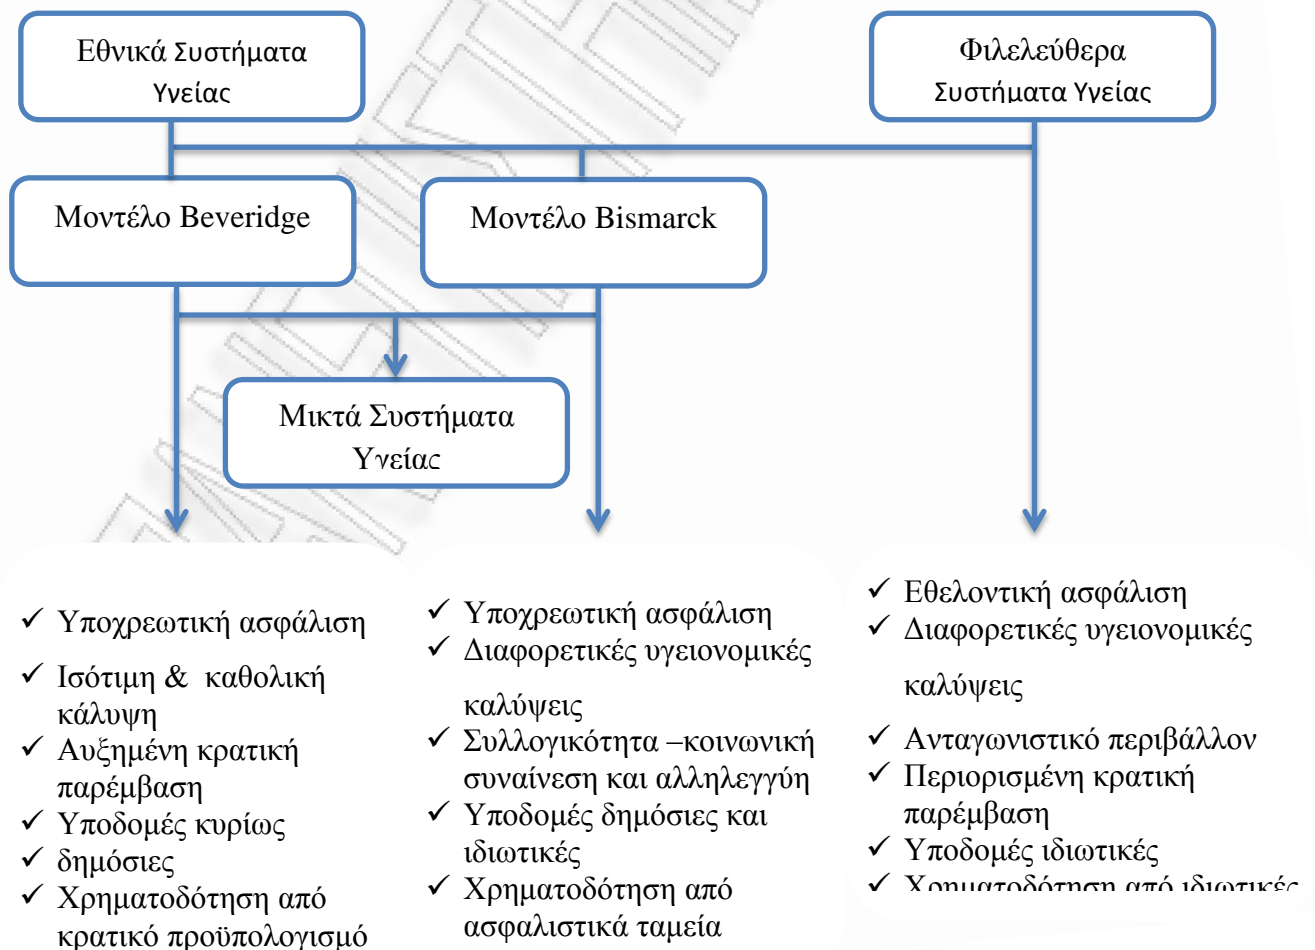 Εθνικά Συστήματα
Υγείας
Φιλελεύθερα
Συστήματα Υγείας
Μοντέλο Beveridge
Μοντέλο Bismarck
Μικτά Συστήματα
Υγείας
✓ Υποχρεωτική ασφάλιση
✓ Ισότιμη & καθολική
κάλυψη
✓ Αυξημένη κρατική
παρέμβαση
✓ Υποδομές κυρίως
✓ δημόσιες
✓ Χρηματοδότηση από
κρατικό προϋπολογισμό
✓ Υποχρεωτική ασφάλιση
✓ Διαφορετικές υγειονομικές
καλύψεις
✓ Συλλογικότητα –κοινωνική
συναίνεση και αλληλεγγύη
✓ Υποδομές δημόσιες και
ιδιωτικές
✓ Χρηματοδότηση από
ασφαλιστικά ταμεία
✓ Εθελοντική ασφάλιση
✓ Διαφορετικές υγειονομικές
καλύψεις
✓ Ανταγωνιστικό περιβάλλον
✓ Περιορισμένη κρατική
παρέμβαση
✓ Υποδομές ιδιωτικές
✓ Χρηματοδότηση από ιδιωτικές